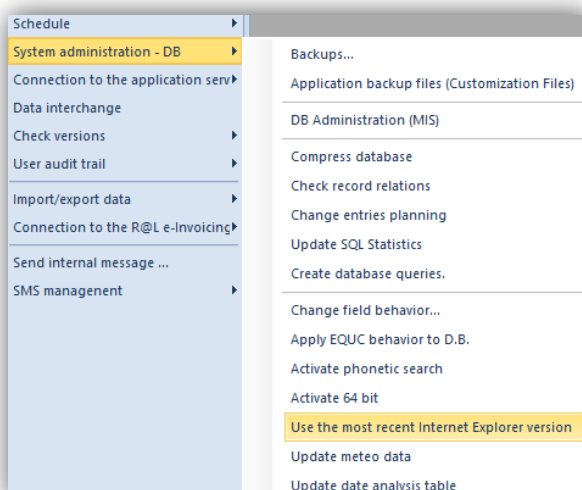 Schedule
System administration - DB
Connection to the application serv
Data interchange
Check versions
User audit trail
Import/export data
Connection to the R@L e-Invoicing
Send internal message ...
SMS managenent
Backups...
Application backup files (Customization Files)
DB Administration (MIS)
Compress database
Check record relations
Change entries planning
Update SQL Statistics
Create database queries.
Change field behavior...
Apply EQUC behavior to D.B.
Activate phonetic search
Activate 64 bit
Use the most recent Internet Explorer version
Update meteo data
Update date analysis table